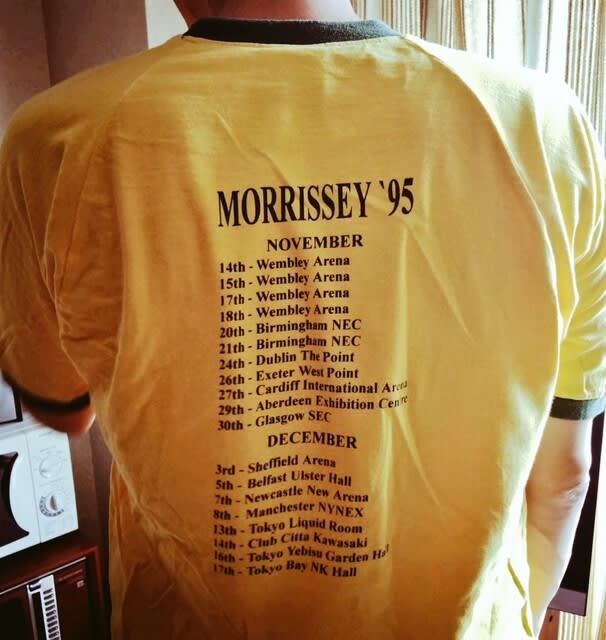 MORRISSEY `95
NOVEMBER
14th - Wembley Arena
15th - Wembley Arena
17th - Wembley Arena
18th - Wembley Arena
20th - Birmingham NEC
21th - Birmingham NEC
24th - Dublin The Point
26th - Exeter West Point
27th - Cardiff International Arena
29th - Aberdeen Exhibition Centre
30th - Glasgow SEC
DECEMBER
3rd - Sheffield Arena
5th - Belfast Ulster Hall
7th - Newcastle New Arena
8th - Manchester NYNEX
13th - Tokyo Liquid Room
14th - Club Citta Kawasaki
16th - Tokyo Yebisu Garden Hall
17th - Tokyo Bay NK Hall